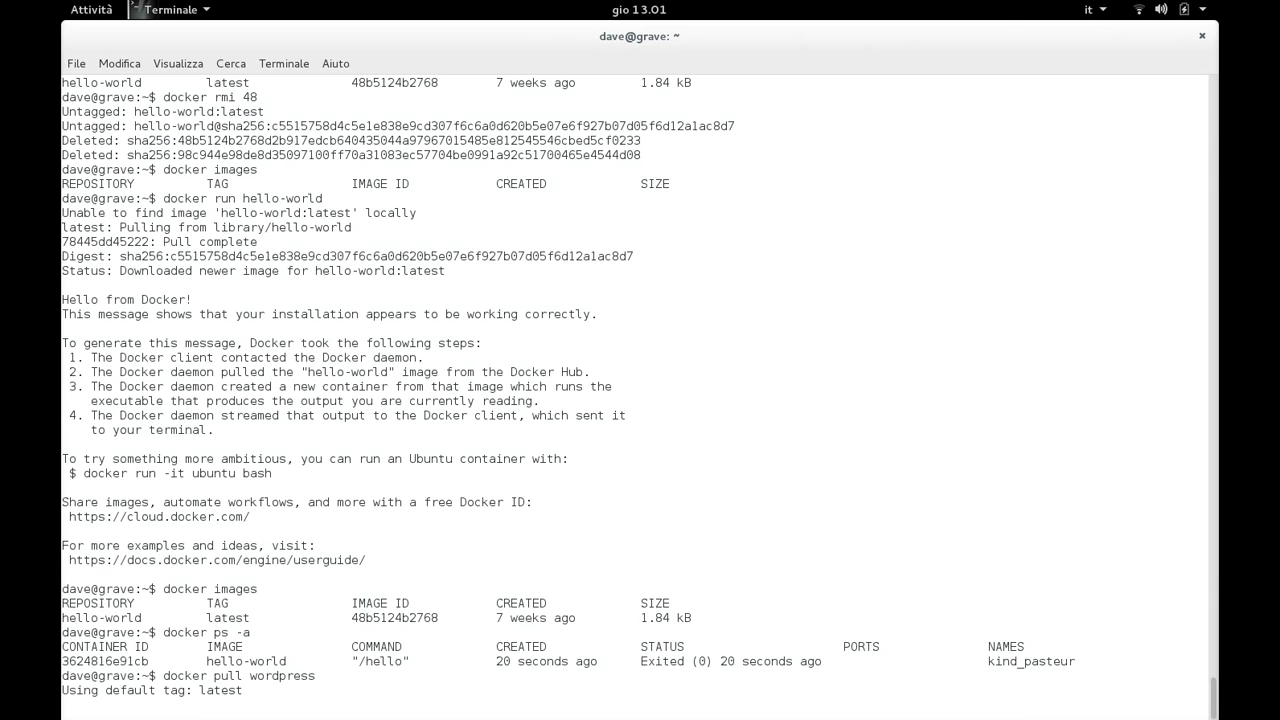 Attività Terminale gio 13.01 it
dave@grave: ~
File Modifica Visualizza Cerca Terminale Aiuto
hello-world latest 48b5124b2768 7 weeks ago 1.84 kB
dave@grave:~$ docker rmi 48
Untagged: hello-world:latest
Untagged: hello-world@sha256:c5515758d4c5e1e838e9cd307f6c6a0d620b5e07e6f927b07d05f6d12a1ac8d7
Deleted: sha256:48b5124b2768d2b917edcb640435044a97967015485e812545546cbed5cf0233
Deleted: sha256:98c944e98de8d35097100ff70a31083ec57704be0991a92c51700465e4544d08
dave@grave:~$ docker images
REPOSITORY TAG IMAGE ID CREATED SIZE
dave@grave:~$ docker run hello-world
Unable to find image 'hello-world:latest' locally
latest: Pulling from library/hello-world
78445dd45222: Pull complete
Digest: sha256:c5515758d4c5e1e838e9cd307f6c6a0d620b5e07e6f927b07d05f6d12a1ac8d7
Status: Downloaded newer image for hello-world:latest
Hello from Docker!
This message shows that your installation appears to be working correctly.
To generate this message, Docker took the following steps:
1. The Docker client contacted the Docker daemon.
2. The Docker daemon pulled the "hello-world" image from the Docker Hub.
3. The Docker daemon created a new container from that image which runs the
executable that produces the output you are currently reading.
4. The Docker daemon streamed that output to the Docker client, which sent it
to your terminal.
To try something more ambitious, you can run an Ubuntu container with:
$ docker run -it ubuntu bash
Share images, automate workflows, and more with a free Docker ID:
https://cloud.docker.com/
For more examples and ideas, visit:
https://docs.docker.com/engine/userguide/
dave@grave:~$ docker images
REPOSITORY TAG IMAGE ID CREATED SIZE
hello-world latest 48b5124b2768 7 weeks ago 1.84 kB
dave@grave:~$ docker ps -a
CONTAINER ID IMAGE COMMAND CREATED STATUS PORTS NAMES
3624816e91cb hello-world "/hello" 20 seconds ago Exited (0) 20 seconds ago kind_pasteur
dave@grave:~$ docker pull wordpress
Using default tag: latest